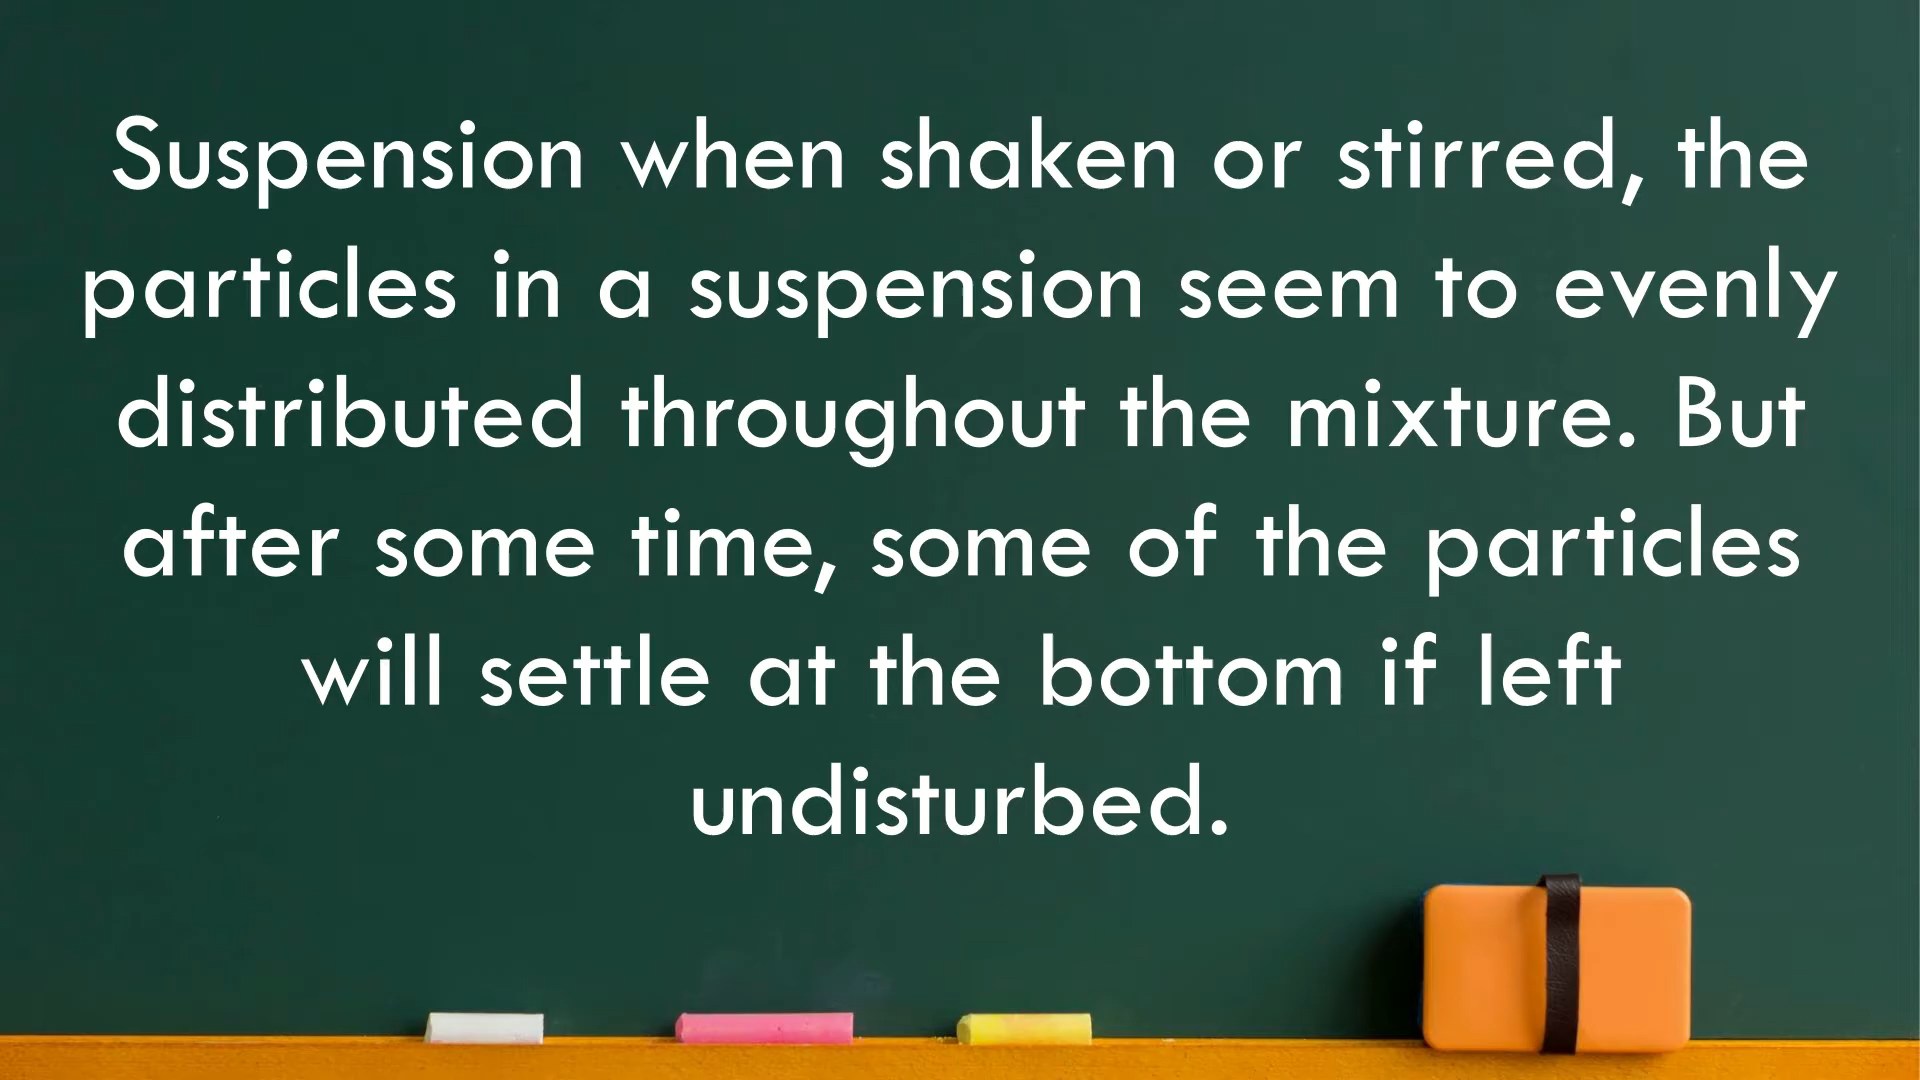 Suspension when shaken or stirred, the
particles in a suspension seem to evenly
distributed throughout the mixture. But
after some time, some of the particles
will settle at the bottom if left
undisturbed.